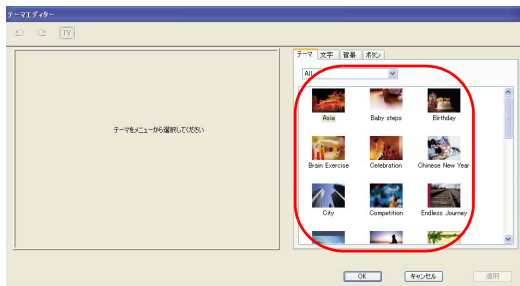 テーマエディター
TV
テーマ 文字 背景 ボタン
All
テーマをメニューから選択してください
Asia Baby steps Birthday
Brain Exercise Celebration Chinese New Year
City Competition Endless Journey
OK キャンセル 適用